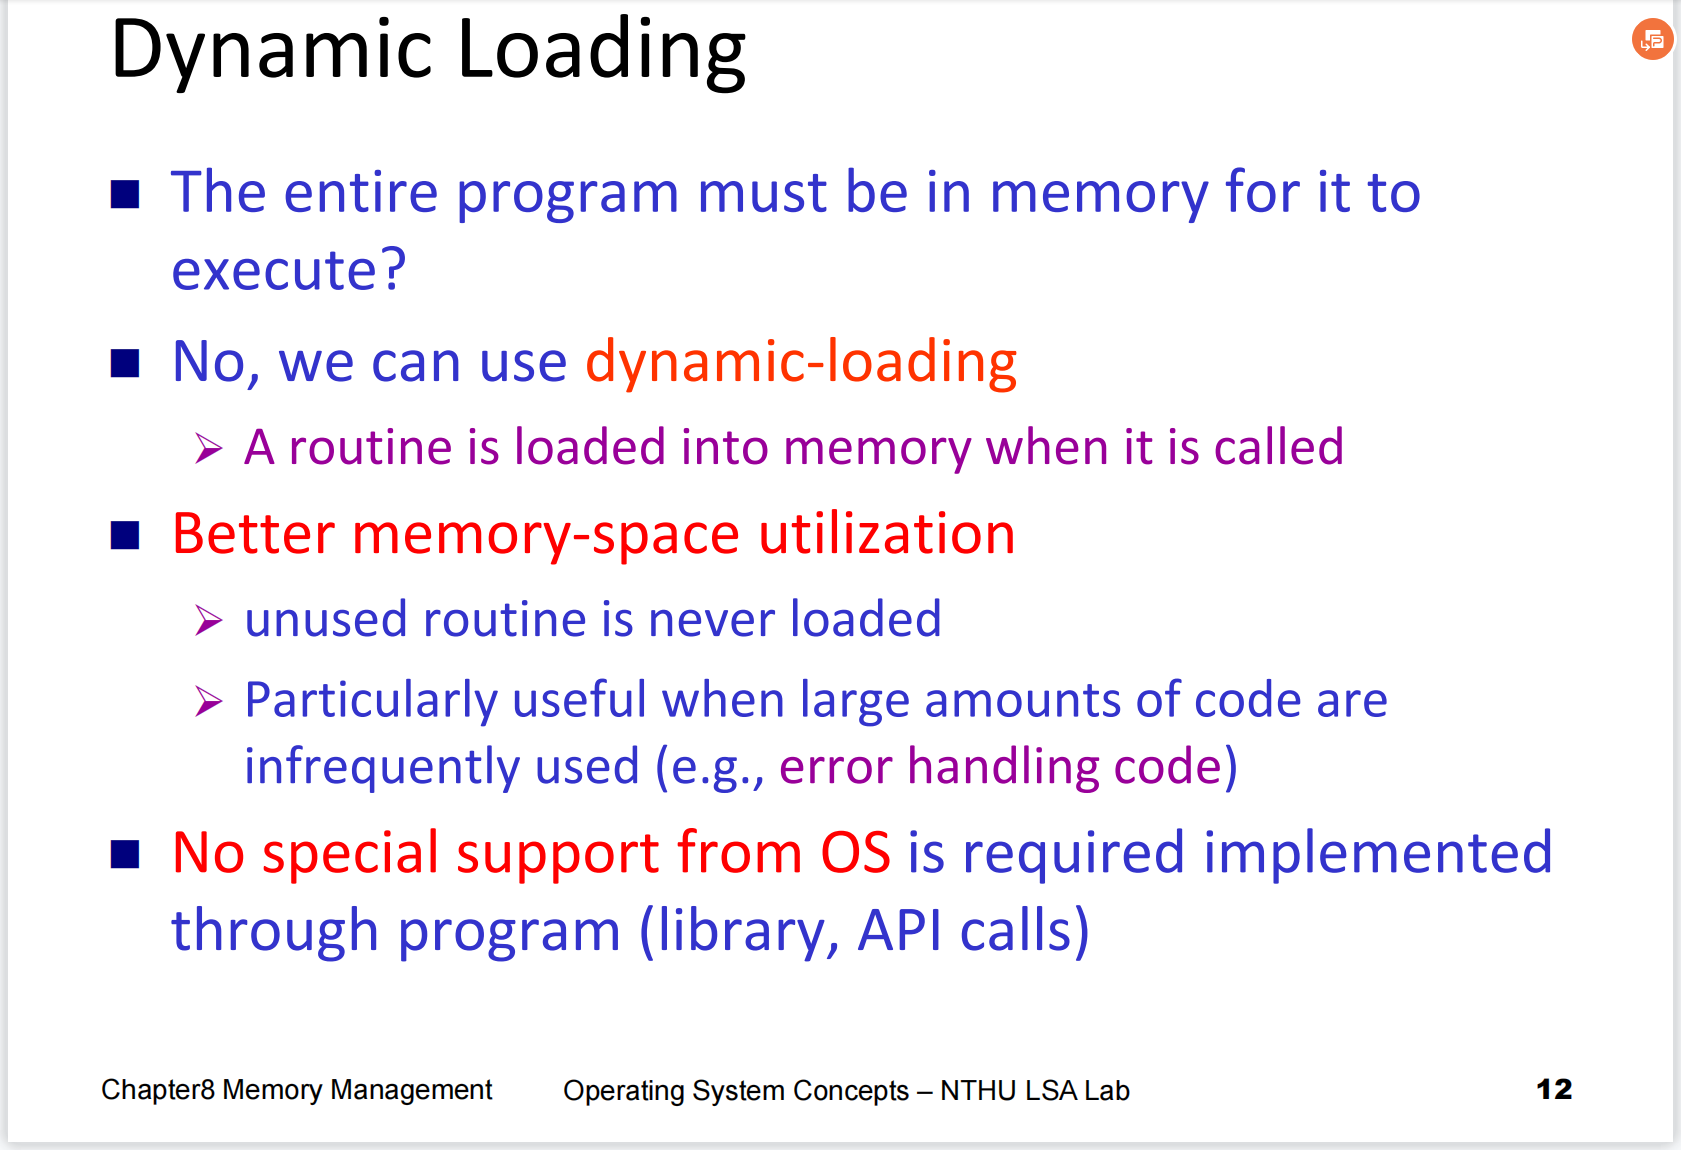 Dynamic Loading
The entire program must be in memory for it to
execute?
No, we can use dynamic-loading
A routine is loaded into memory when it is called
Better memory-space utilization
unused routine is never loaded
Particularly useful when large amounts of code are
infrequently used (e.g., error handling code)
No special support from OS is required implemented
through program (library, API calls)
Chapter8 Memory Management Operating System Concepts – NTHU LSA Lab 12